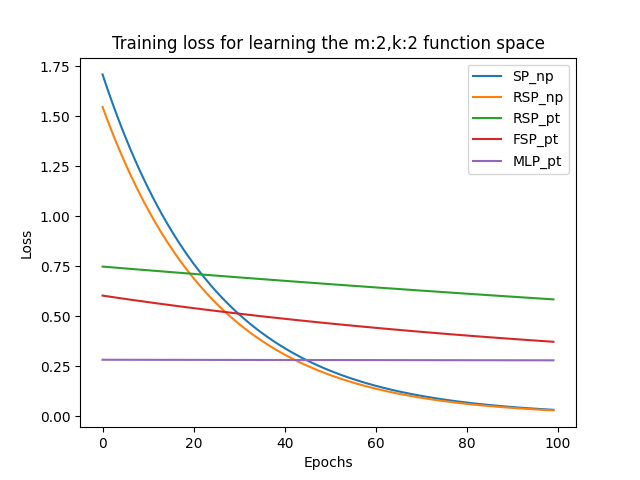 Training loss for learning the m:2,k:2 function space
1.75
1.50
1.25
1.00
0.75
0.50
0.25
0.00
Loss
SP_np
RSP_np
RSP_pt
FSP_pt
MLP_pt
0 20 40 60 80 100
Epochs